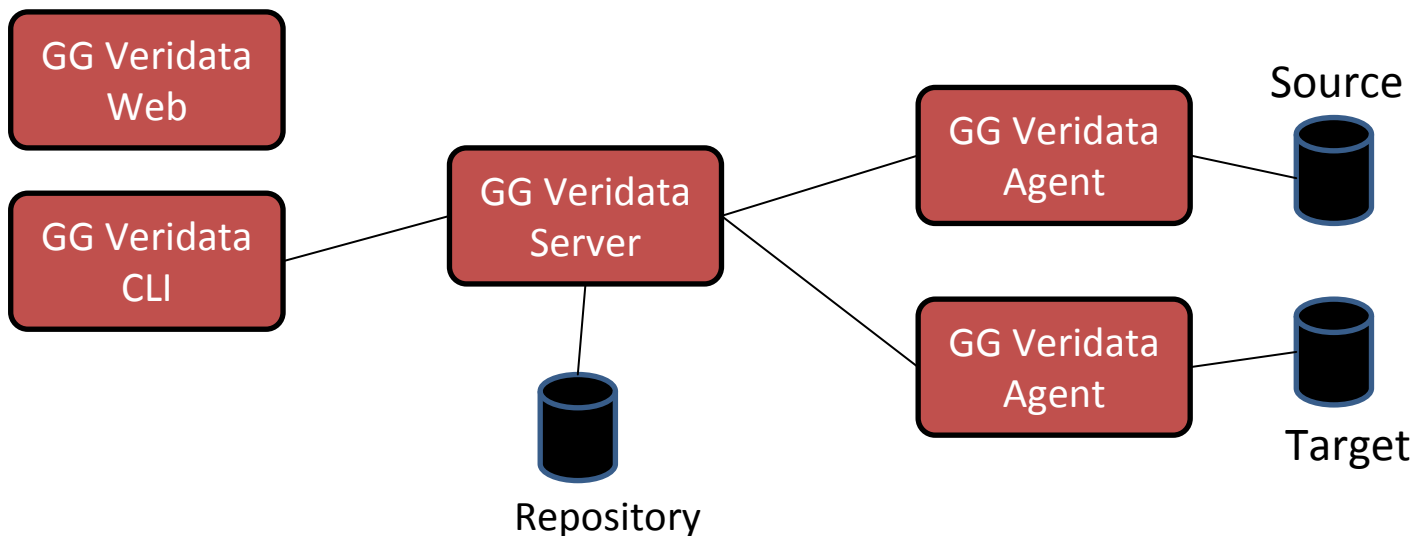 GG Veridata
Web
GG Veridata
CLI
GG Veridata
Server
Repository
GG Veridata
Agent
Source
GG Veridata
Agent
Target